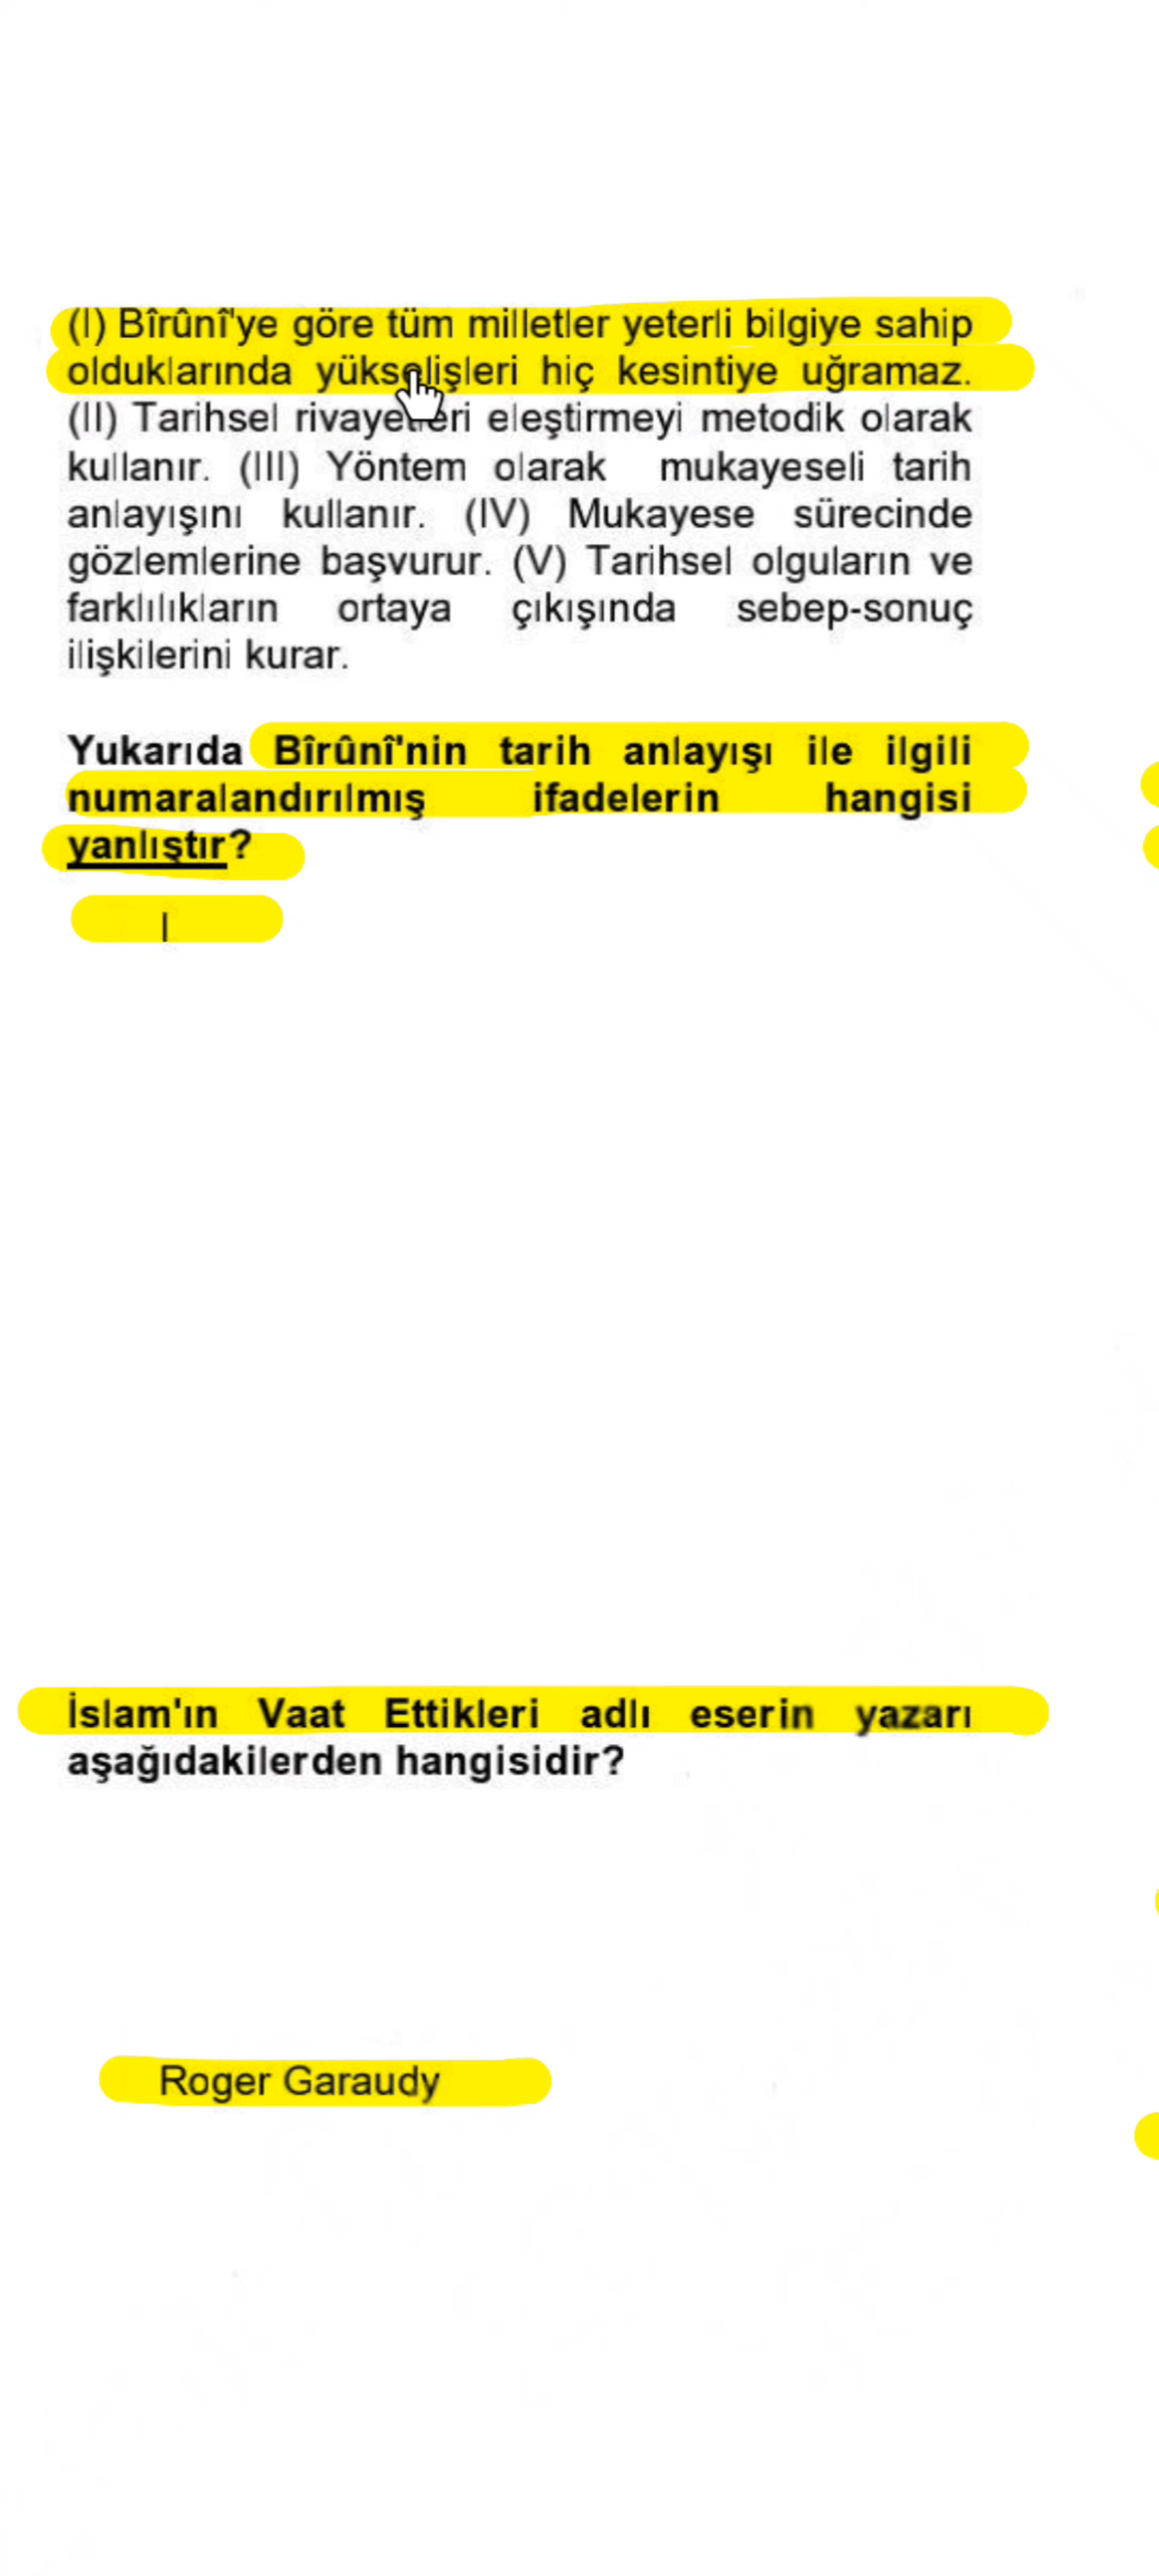 (I) Bîrûnî'ye göre tüm milletler yeterli bilgiye sahip
olduklarında yükselişleri hiç kesintiye uğramaz.
(II) Tarihsel rivayetleri eleştirmeyi metodik olarak
kullanır. (III) Yöntem olarak mukayeseli tarih
anlayışını kullanır. (IV) Mukayese sürecinde
gözlemlerine başvurur. (V) Tarihsel olguların ve
farklılıkların ortaya çıkışında sebep-sonuç
ilişkilerini kurar.
Yukarıda Bîrûnî'nin tarih anlayışı ile ilgili
numaralandırılmış ifadelerin hangisi
yanlıştır?
I
İslam'ın Vaat Ettikleri adlı eserin yazarı
aşağıdakilerden hangisidir?
Roger Garaudy